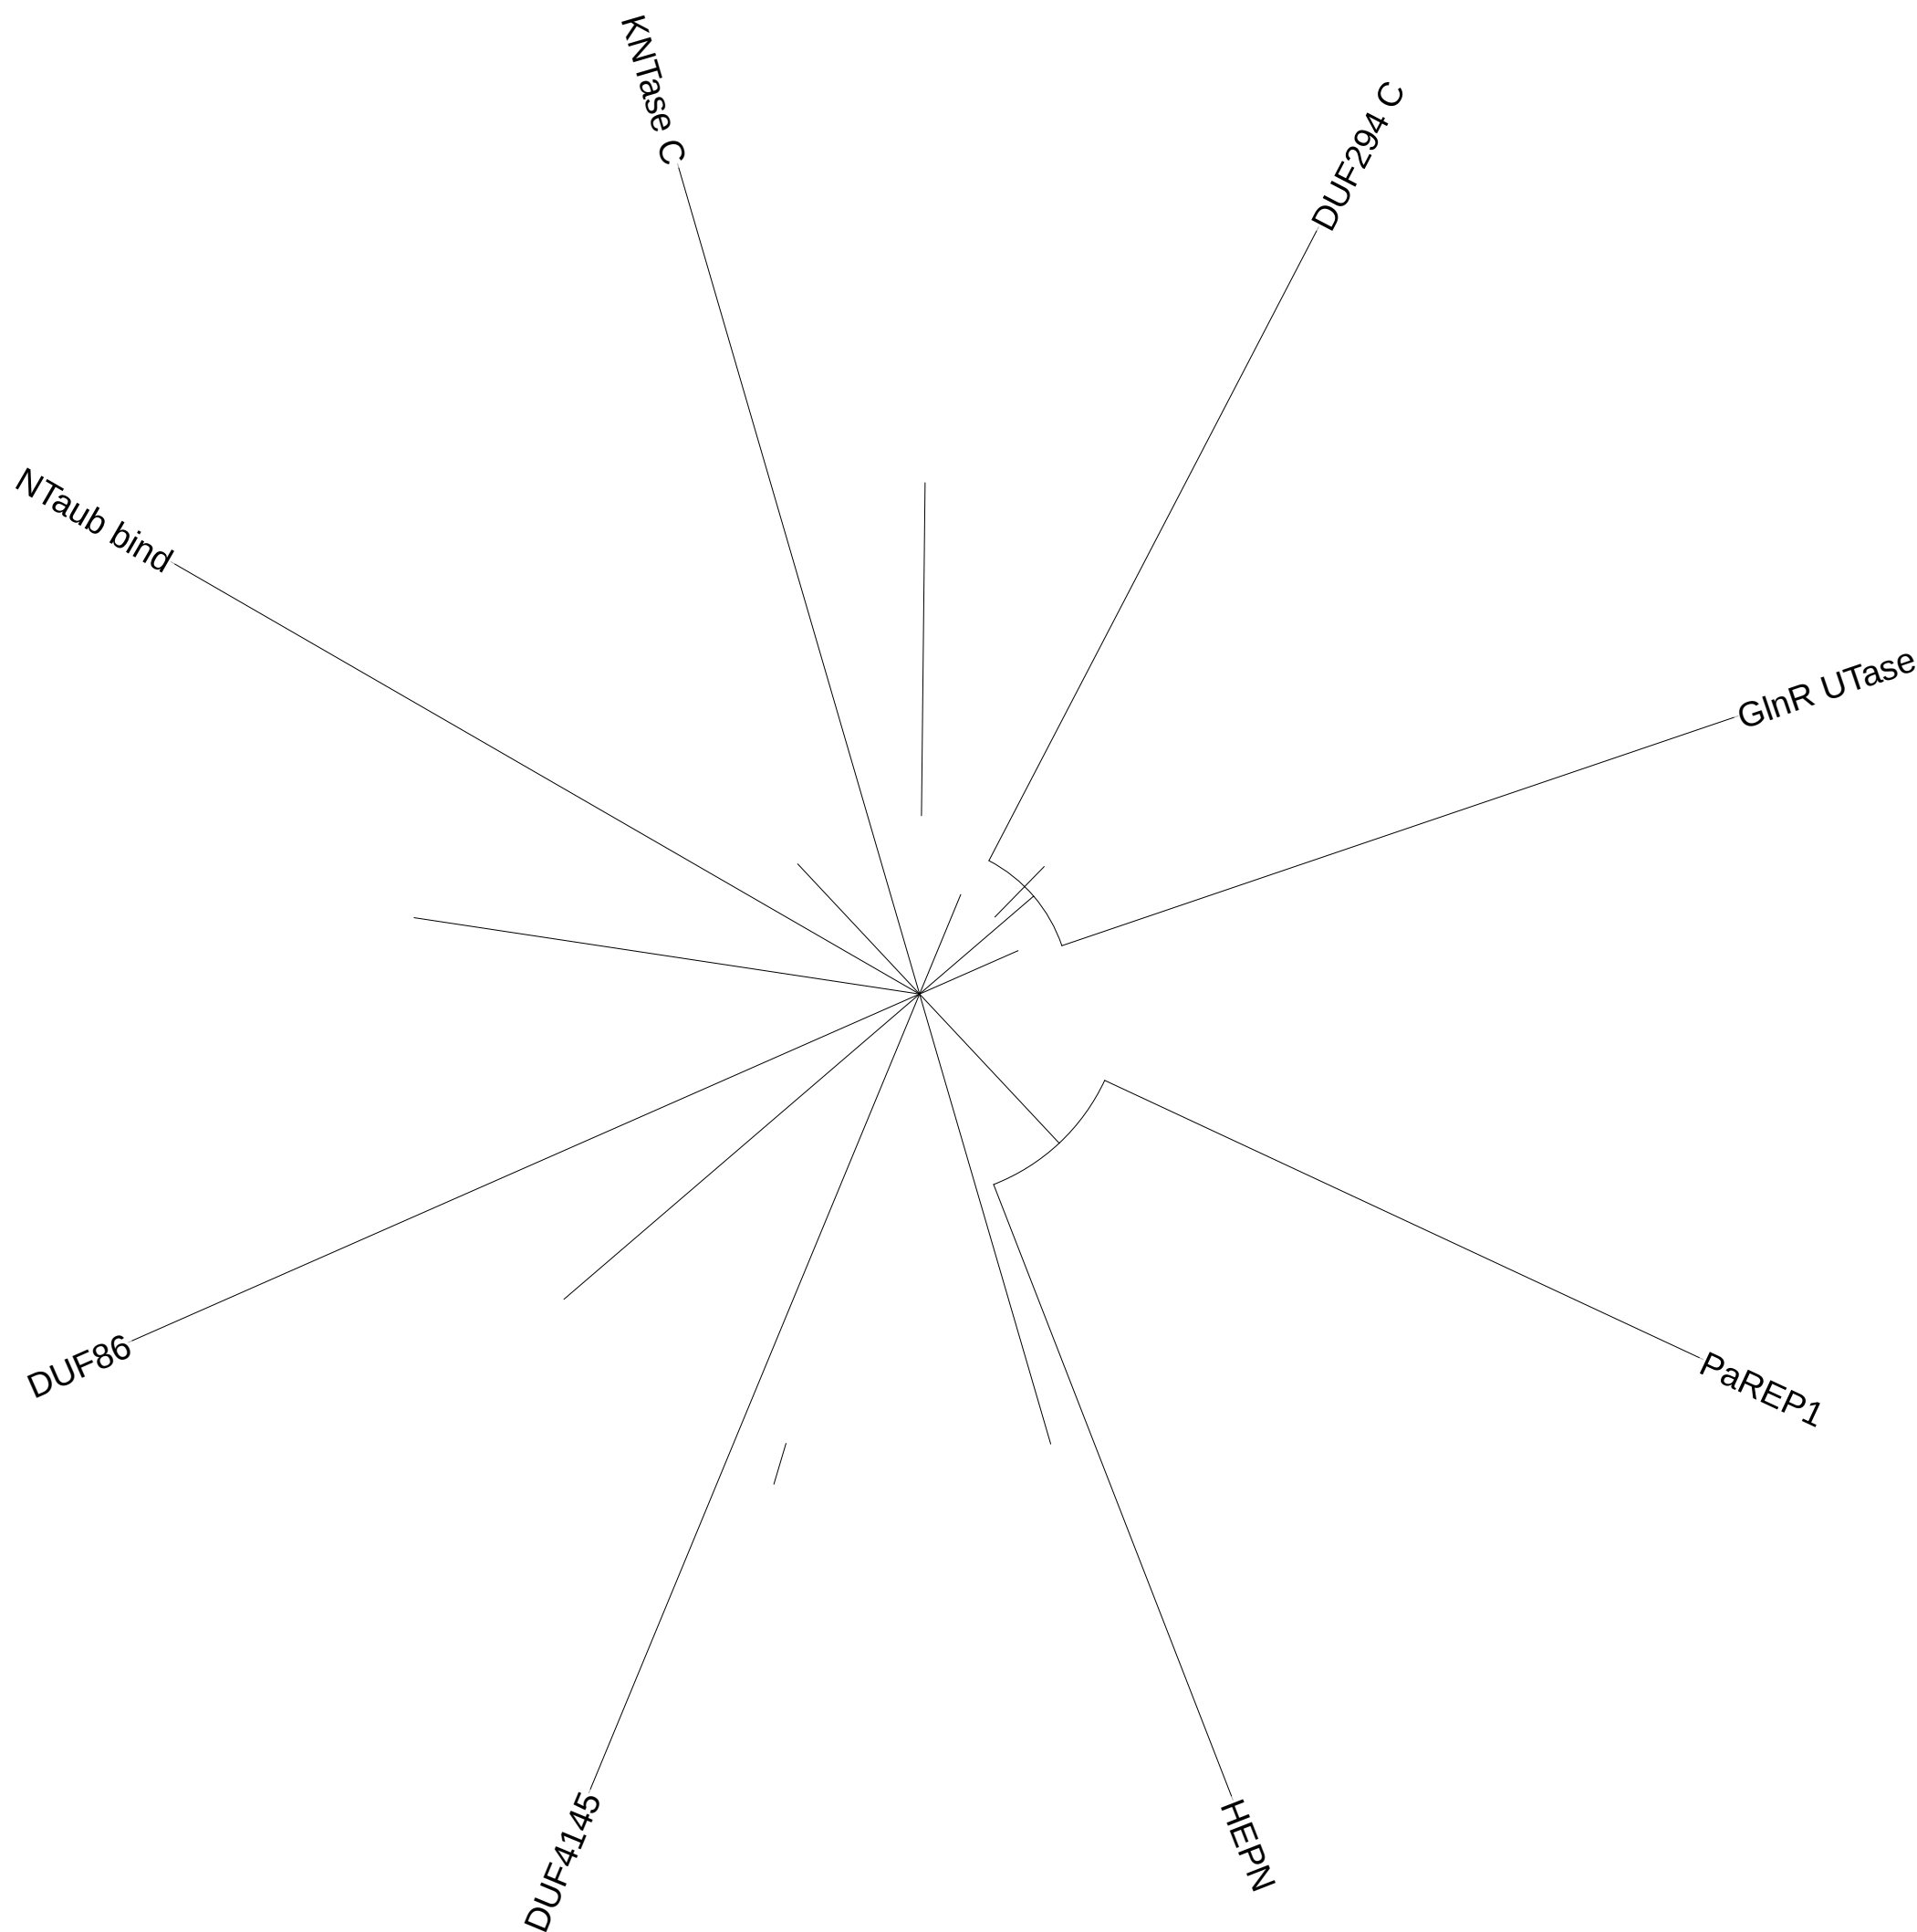 KNTase C
DUF294 C
GlnR UTase
NTaub bind
DUF86
PaREP1
DUF4145
HEPN